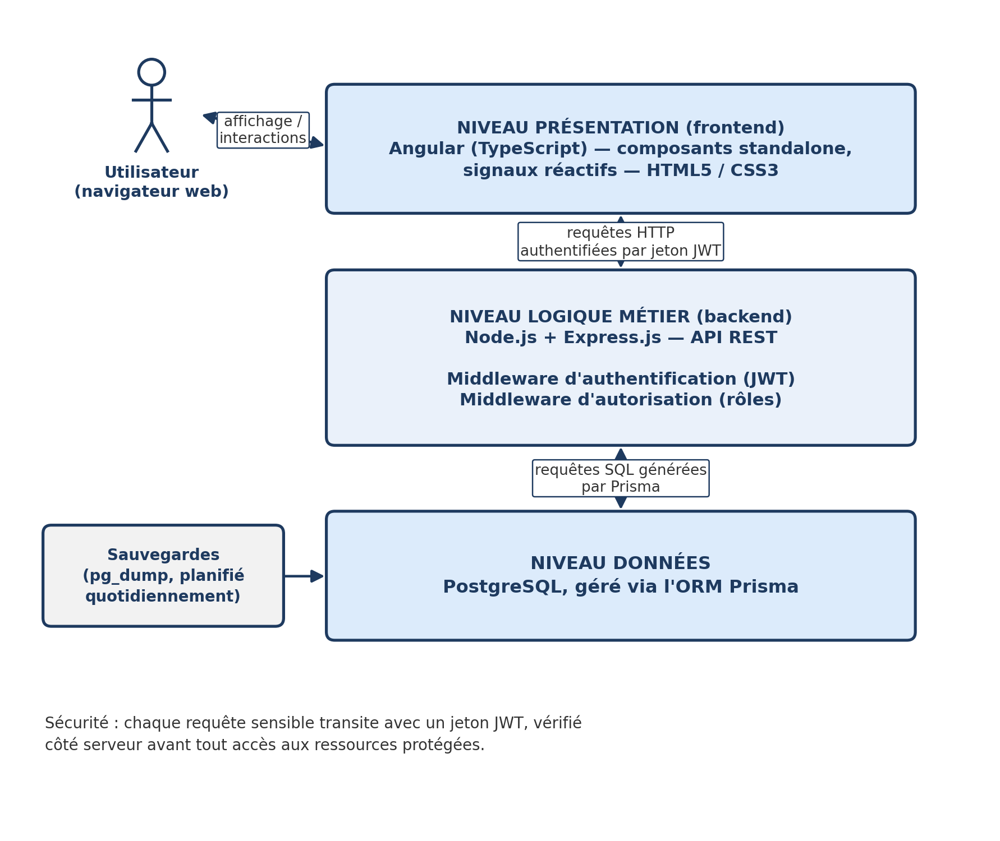 affichage /
interactions
Utilisateur
(navigateur web)
NIVEAU PRÉSENTATION (frontend)
Angular (TypeScript) — composants standalone,
signaux réactifs — HTML5 / CSS3
requêtes HTTP
authentifiées par jeton JWT
NIVEAU LOGIQUE MÉTIER (backend)
Node.js + Express.js — API REST
Middleware d'authentification (JWT)
Middleware d'autorisation (rôles)
requêtes SQL générées
par Prisma
Sauvegardes
(pg_dump, planifié
quotidiennement)
NIVEAU DONNÉES
PostgreSQL, géré via l'ORM Prisma
Sécurité : chaque requête sensible transite avec un jeton JWT, vérifié
côté serveur avant tout accès aux ressources protégées.